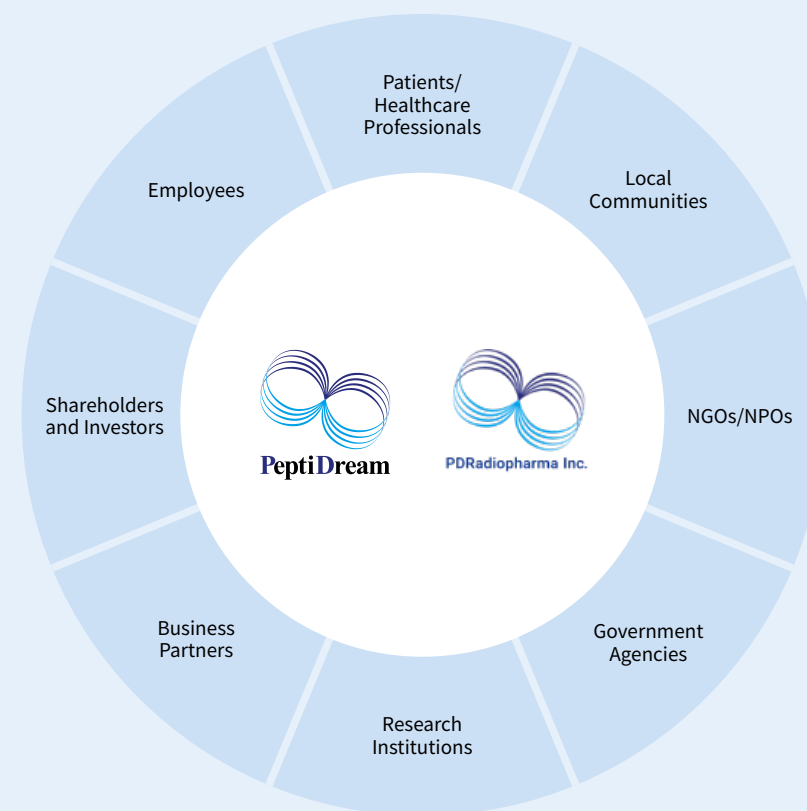 Patients/
Healthcare
Professionals
Local
Communities
Employees
Shareholders
and Investors
NGOs/NPOs
PeptiDream
PDRadiopharma Inc.
Business
Partners
Government
Agencies
Research
Institutions